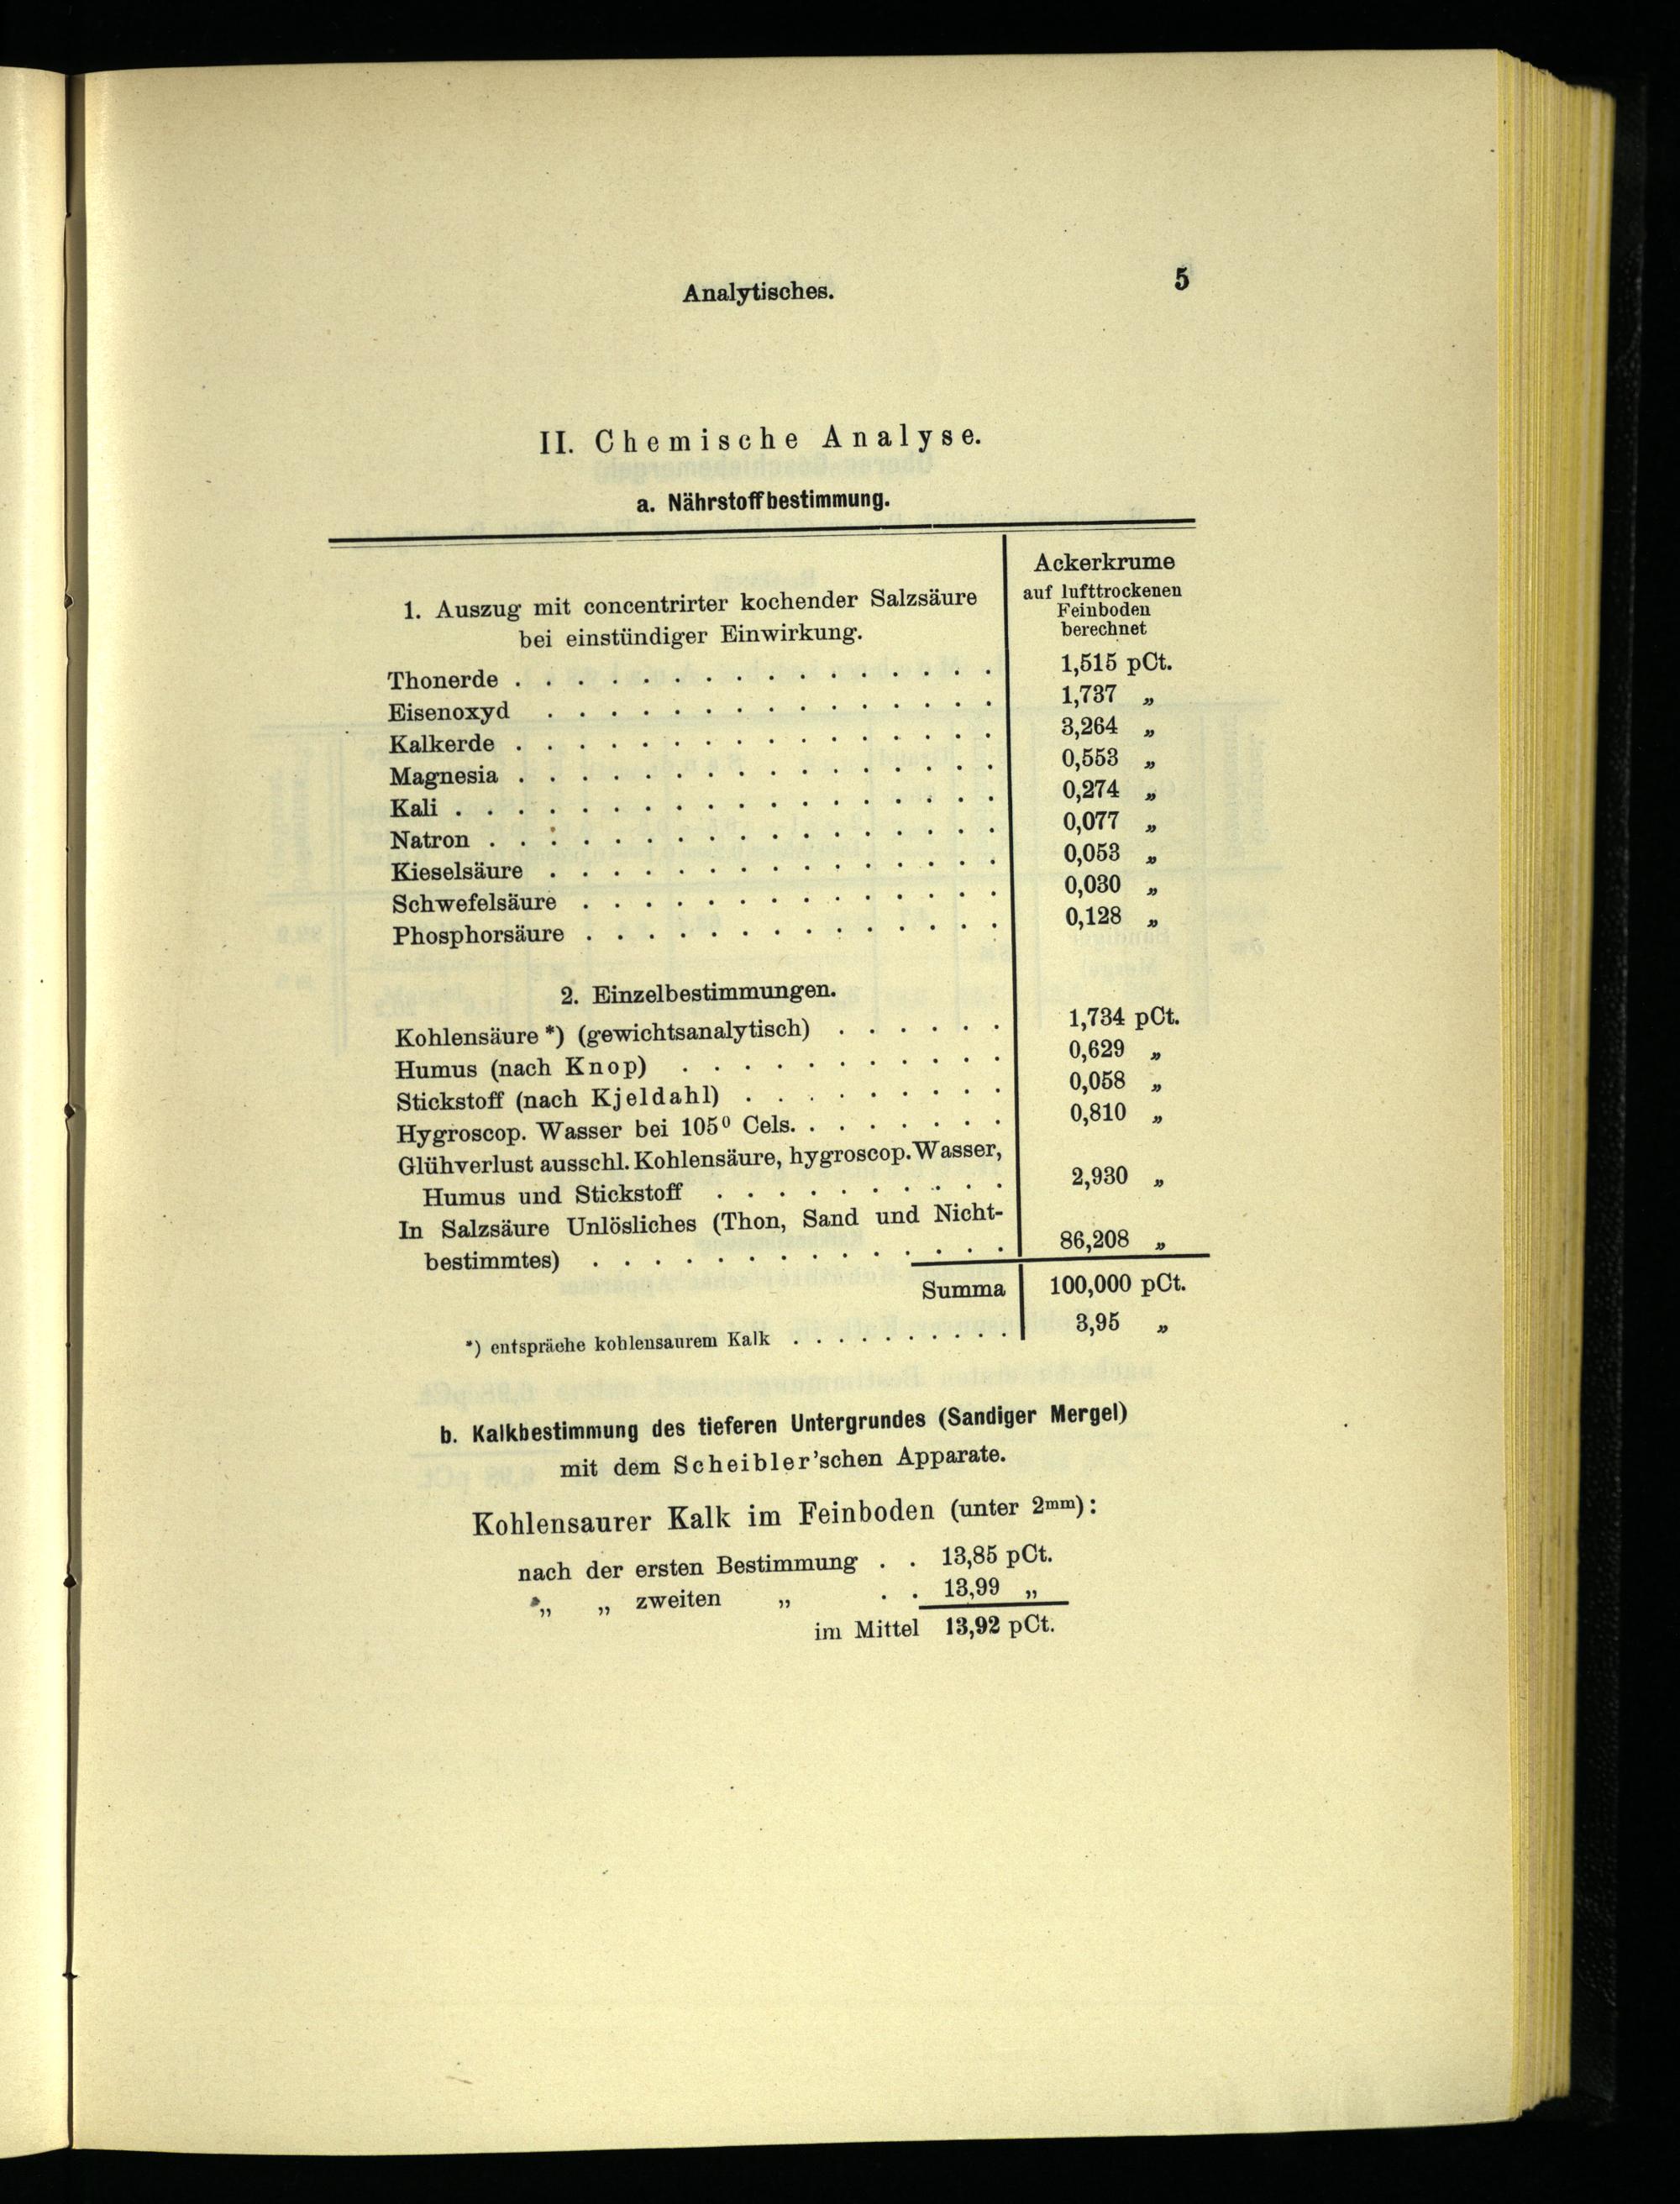 Analytisches. 5
II. Chemische Analyse.
a. Nährstoffbestimmung.
1. Auszug mit concentrirter kochender Salzsäure
bei einstündiger Einwirkung.
Ackerkrume
auf lufttrockenen
Feinboden
berechnet
Thonerde . . . . . . . . . . . . . . . . 1,515 pCt.
Eisenoxyd . . . . . . . . . . . . . . . 1,737 „
Kalkerde . . . . . . . . . . . . . . . . 3,264 „
Magnesia . . . . . . . . . . . . . . . . 0,553 „
Kali . . . . . . . . . . . . . . . . . . 0,274 „
Natron . . . . . . . . . . . . . . . . . 0,077 „
Kieselsäure . . . . . . . . . . . . . . . 0,053 „
Schwefelsäure . . . . . . . . . . . . . . 0,030 „
Phosphorsäure . . . . . . . . . . . . . . 0,128 „
2. Einzelbestimmungen.
Kohlensäure *) (gewichtsanalytisch) . . . . . . 1,734 pCt.
Humus (nach Knop) . . . . . . . . . . . 0,629 „
Stickstoff (nach Kjeldahl) . . . . . . . . . 0,058 „
Hygroscop. Wasser bei 105⁰ Cels. . . . . . . . 0,810 „
Glühverlust ausschl. Kohlensäure, hygroscop. Wasser,
Humus und Stickstoff . . . . . . . . . . 2,930 „
In Salzsäure Unlösliches (Thon, Sand und Nicht-
bestimmtes) . . . . . . . . . . . . . . 86,208 „
Summa 100,000 pCt.
*) entspräche kohlensaurem Kalk . . . . . . . . . . 3,95 „
b. Kalkbestimmung des tieferen Untergrundes (Sandiger Mergel)
mit dem Scheibler'schen Apparate.
Kohlensaurer Kalk im Feinboden (unter 2mm):
nach der ersten Bestimmung . . 13,85 pCt.
„ „ zweiten „ . . 13,99 „
im Mittel 13,92 pCt.